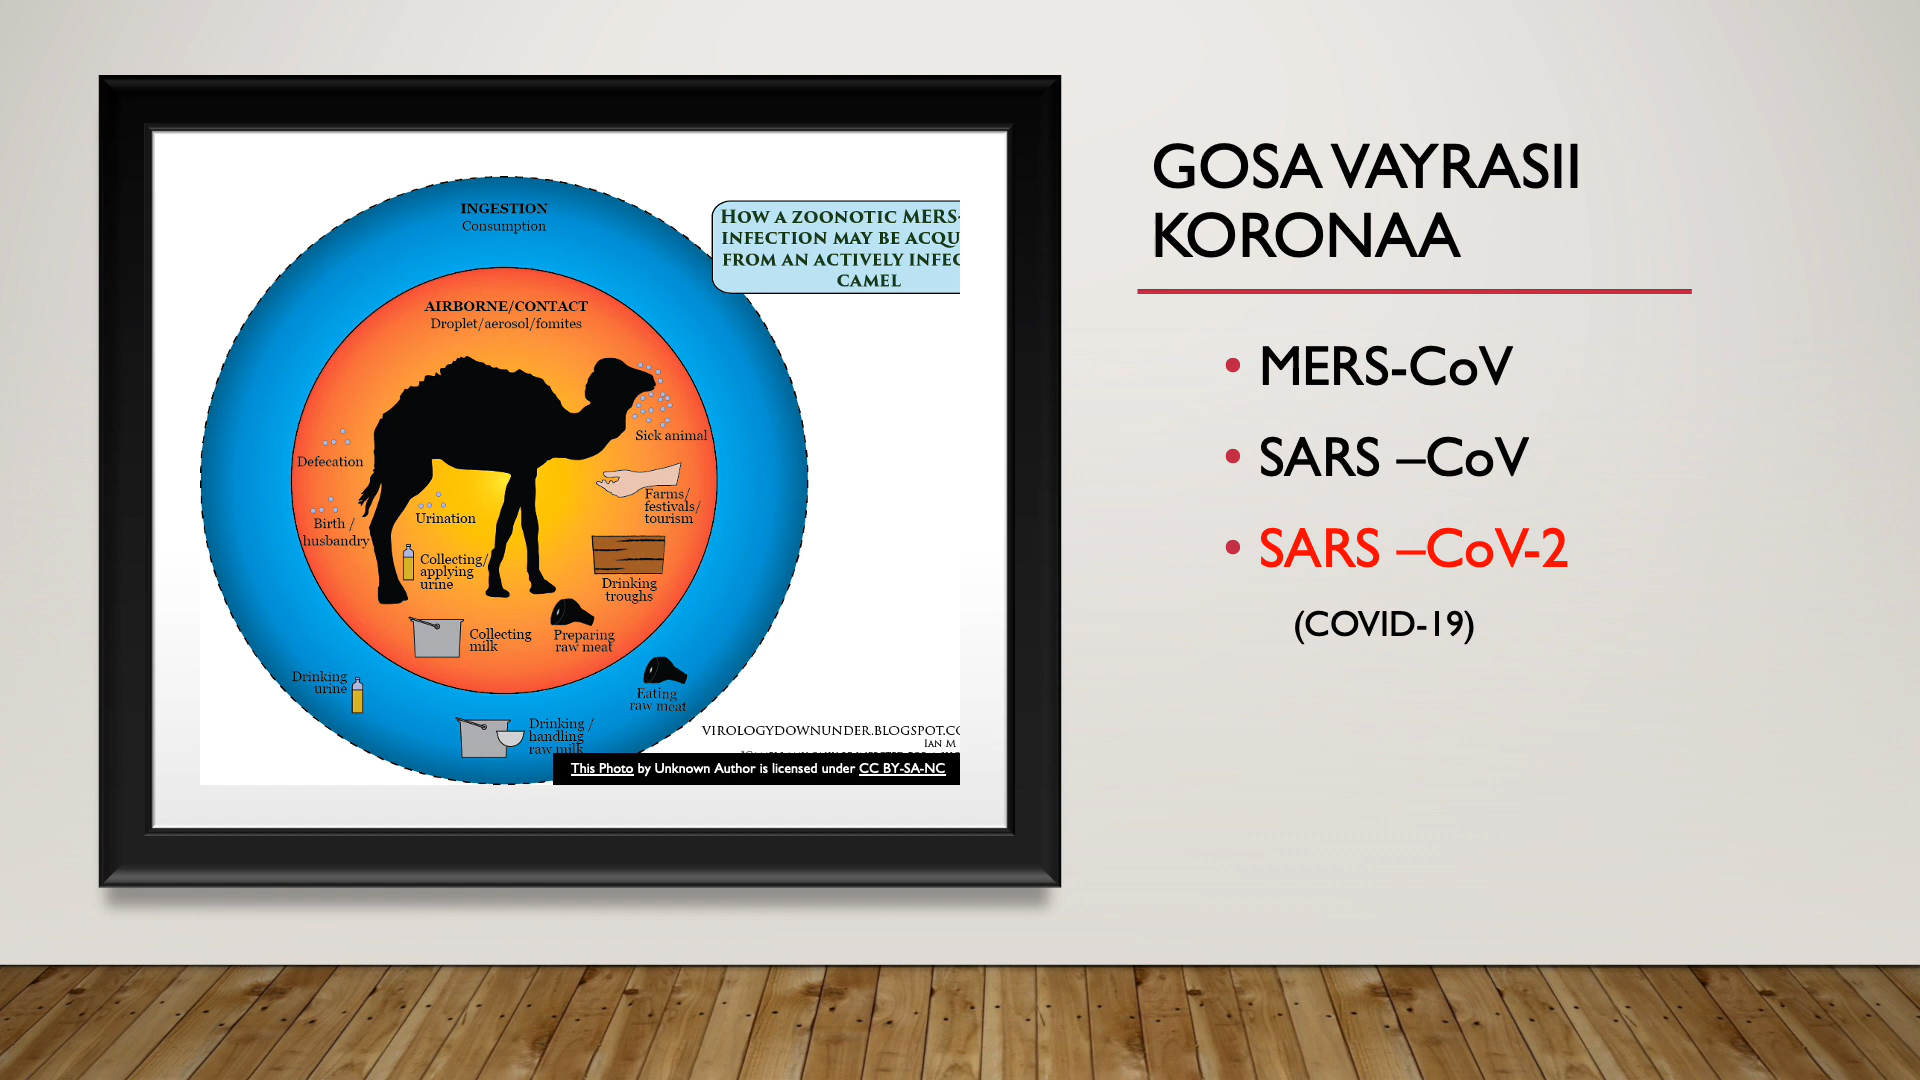 INGESTION
Consumption
HOW A ZOONOTIC MERS-
INFECTION MAY BE ACQU
FROM AN ACTIVELY INFEC
CAMEL
AIRBORNE/CONTACT
Droplet/aerosol/fomites
Sick animal
Defecation
Farms/
festivals/
tourism
Birth /
husbandry
Urination
Collecting/
applying
urine
Drinking
troughs
Collecting
milk
Preparing
raw meat
Drinking
urine
Eating
raw meat
Drinking /
handling
raw milk
VIROLOGYDOWNUNDER.BLOGSPOT.CO
IAN M
This Photo by Unknown Author is licensed under CC BY-SA-NC
GOSA VAYRASII
KORONAA
• MERS-CoV
• SARS –CoV
• SARS –CoV-2
(COVID-19)